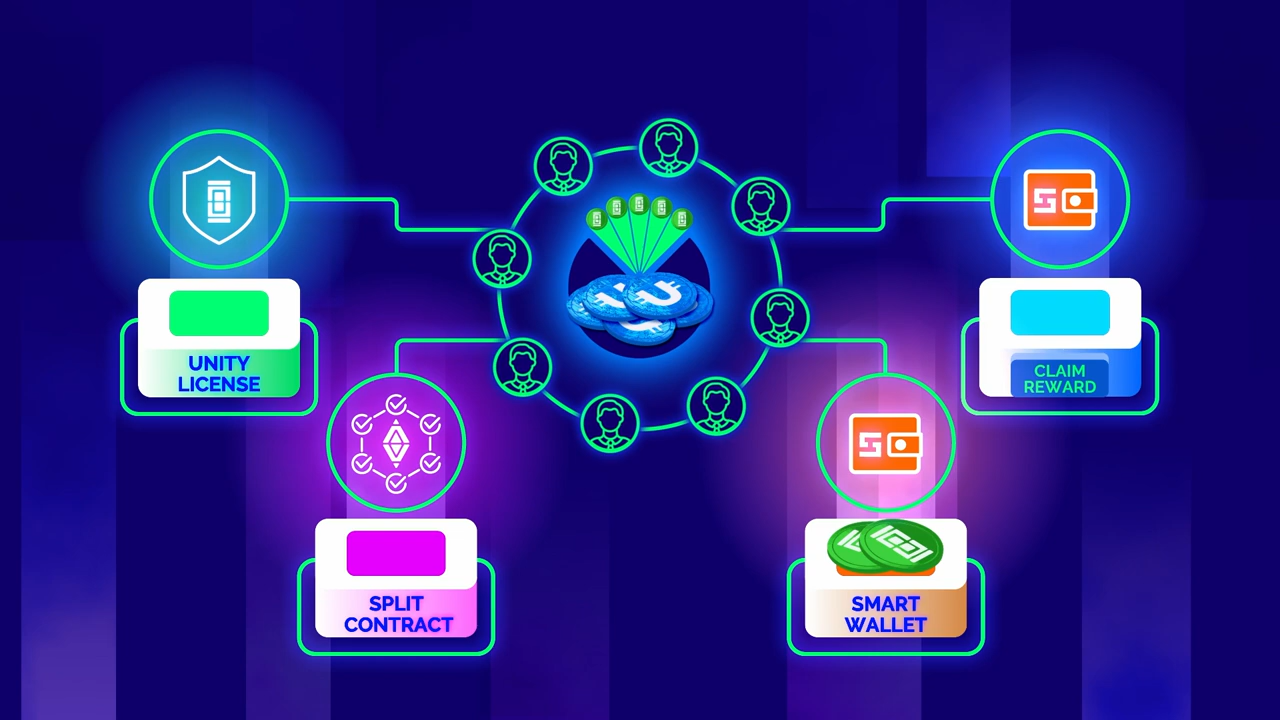 UNITY
LICENSE
CLAIM
REWARD
SPLIT
CONTRACT
SMART
WALLET